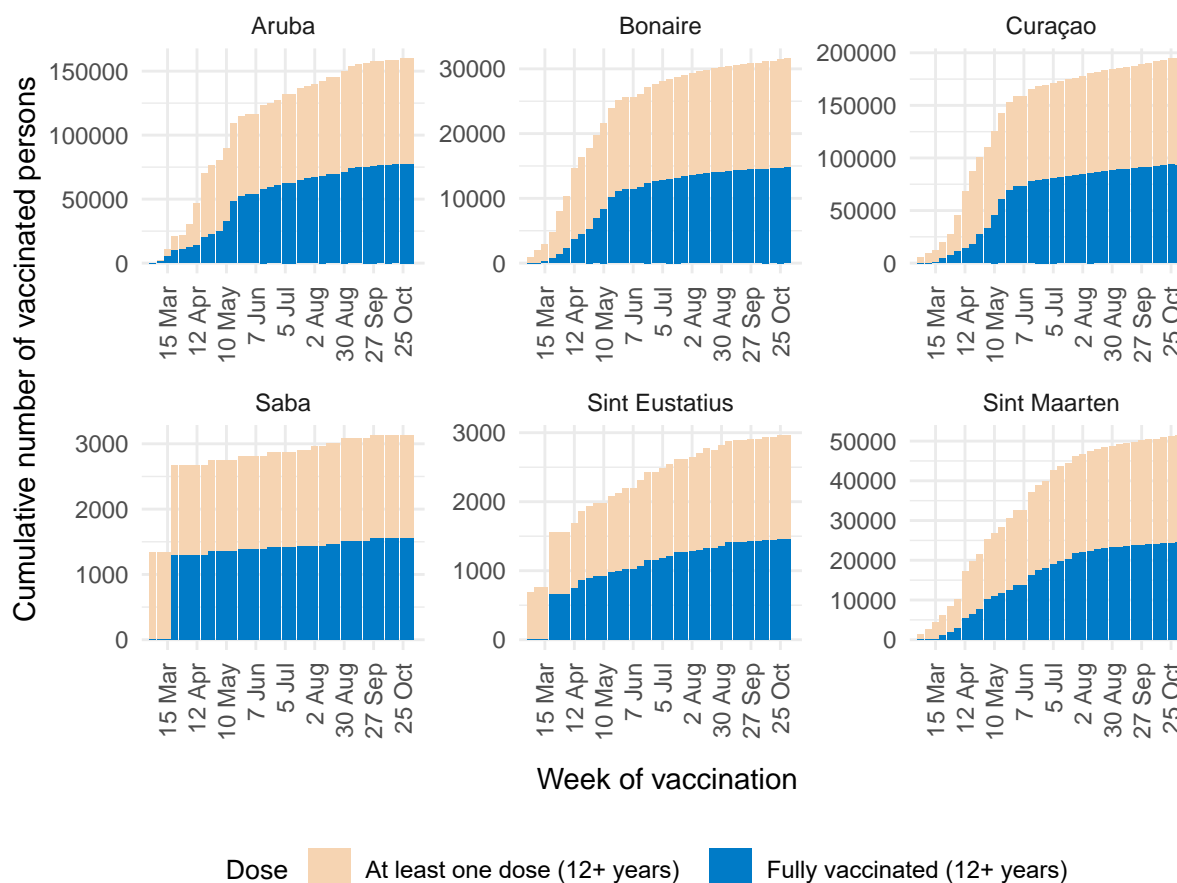 Aruba
Bonaire
Curaçao
Cumulative number of vaccinated persons
150000
100000
50000
0
15 Mar
12 Apr
10 May
7 Jun
5 Jul
2 Aug
30 Aug
27 Sep
25 Oct
30000
20000
10000
0
15 Mar
12 Apr
10 May
7 Jun
5 Jul
2 Aug
30 Aug
27 Sep
25 Oct
200000
150000
100000
50000
0
15 Mar
12 Apr
10 May
7 Jun
5 Jul
2 Aug
30 Aug
27 Sep
25 Oct
Saba
Sint Eustatius
Sint Maarten
3000
2000
1000
0
15 Mar
12 Apr
10 May
7 Jun
5 Jul
2 Aug
30 Aug
27 Sep
25 Oct
3000
2000
1000
0
15 Mar
12 Apr
10 May
7 Jun
5 Jul
2 Aug
30 Aug
27 Sep
25 Oct
50000
40000
30000
20000
10000
0
15 Mar
12 Apr
10 May
7 Jun
5 Jul
2 Aug
30 Aug
27 Sep
25 Oct
Week of vaccination
Dose At least one dose (12+ years) Fully vaccinated (12+ years)